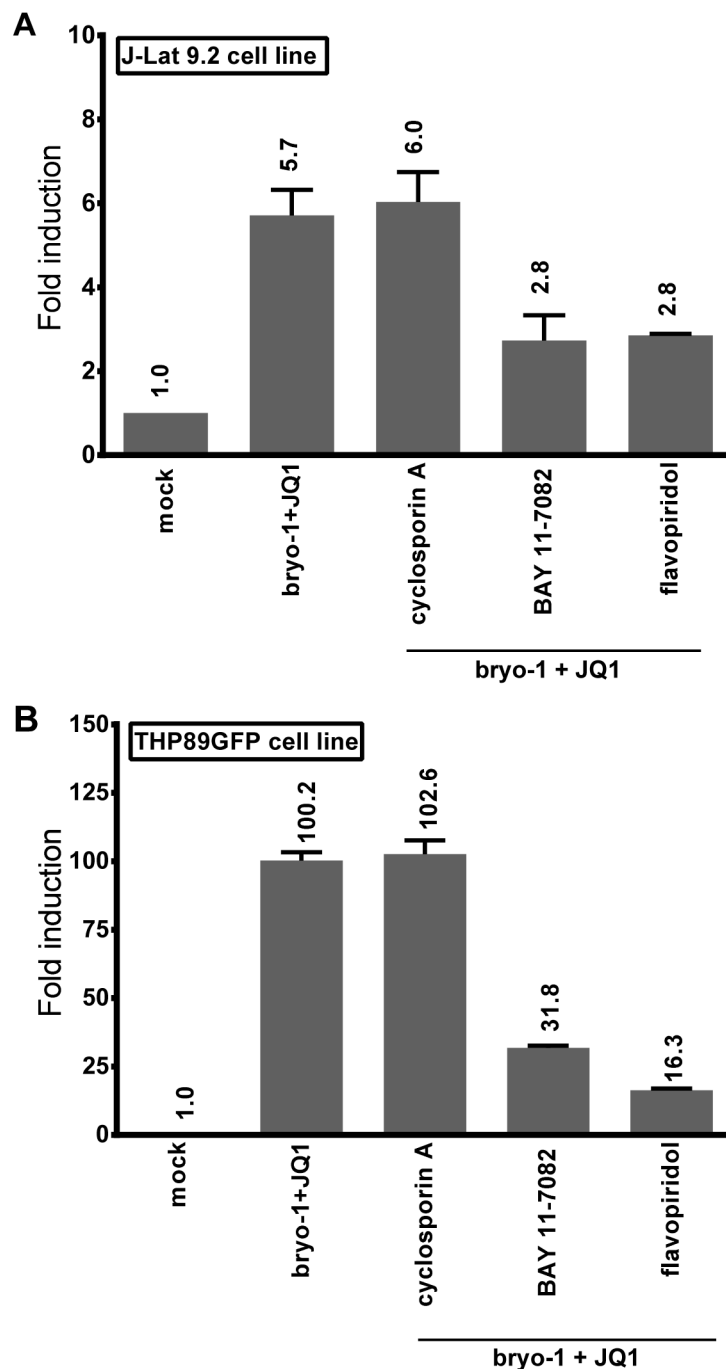 A
J-Lat 9.2 cell line
Fold induction
10
8
6
4
2
0
1.0
5.7
6.0
2.8
2.8
mock
bryo-1+JQ1
cyclosporin A
BAY 11-7082
flavopiridol
bryo-1 + JQ1
B
THP89GFP cell line
Fold induction
150
125
100
75
50
25
0
1.0
100.2
102.6
31.8
16.3
mock
bryo-1+JQ1
cyclosporin A
BAY 11-7082
flavopiridol
bryo-1 + JQ1